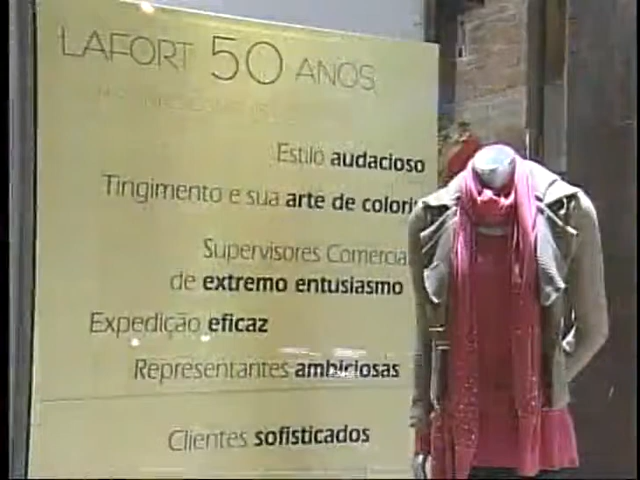 LAFORT 50 ANOS
Estilo audacioso
Tingimento e sua arte de colori
Supervisores Comercia
de extremo entusiasmo
Expedição eficaz
Representantes ambiciosas
Clientes sofisticados